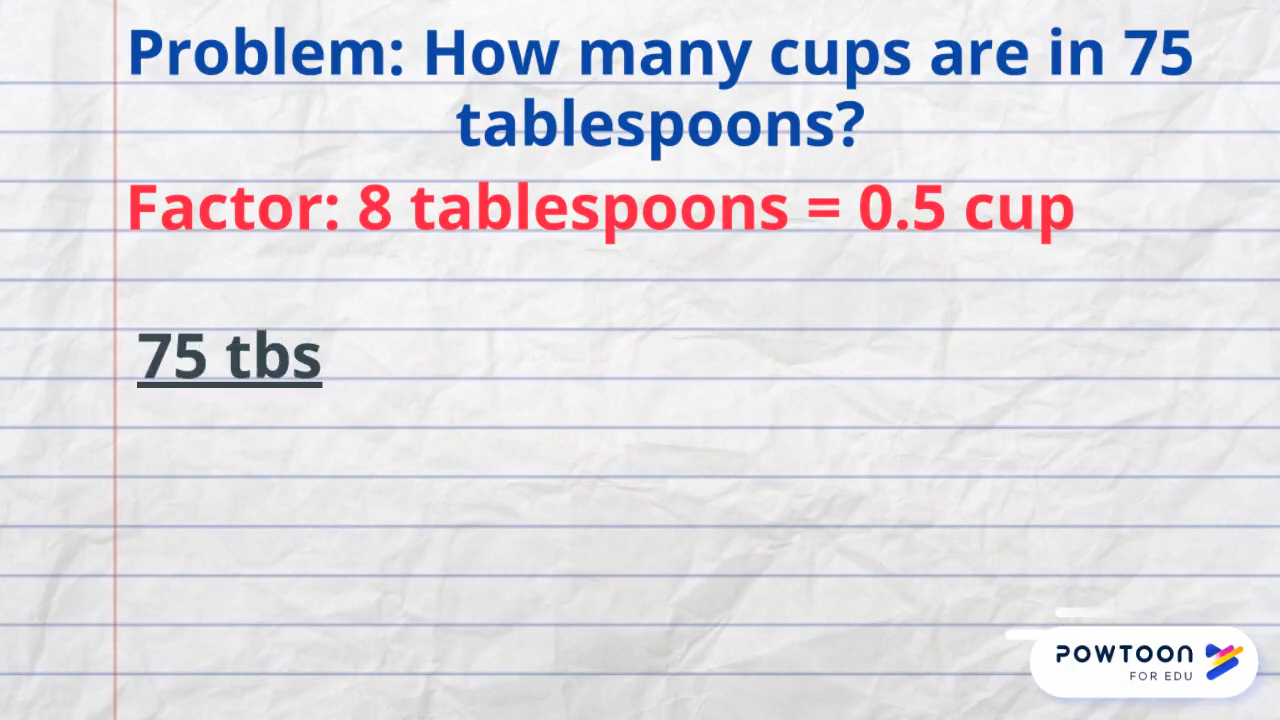 Problem: How many cups are in 75
tablespoons?
Factor: 8 tablespoons = 0.5 cup
75 tbs
POWTOON
FOR EDU